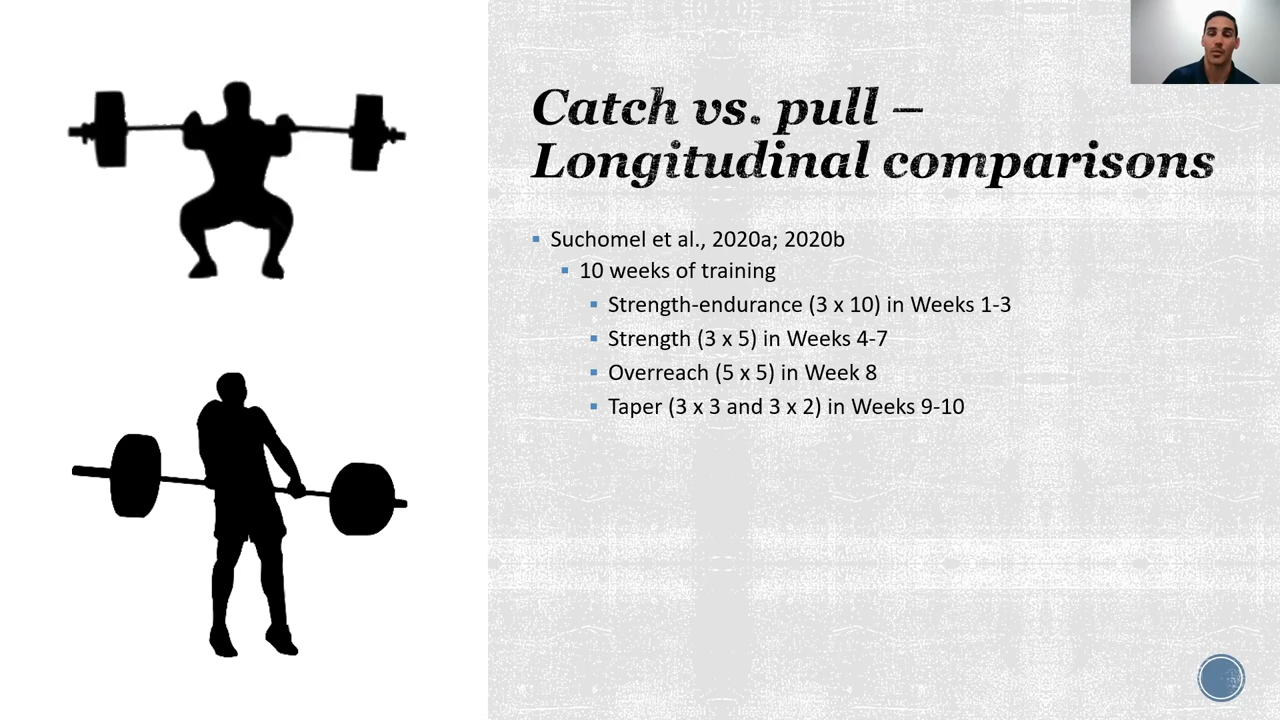 Catch vs. pull –
Longitudinal comparisons
Suchomel et al., 2020a; 2020b
10 weeks of training
Strength-endurance (3 x 10) in Weeks 1-3
Strength (3 x 5) in Weeks 4-7
Overreach (5 x 5) in Week 8
Taper (3 x 3 and 3 x 2) in Weeks 9-10